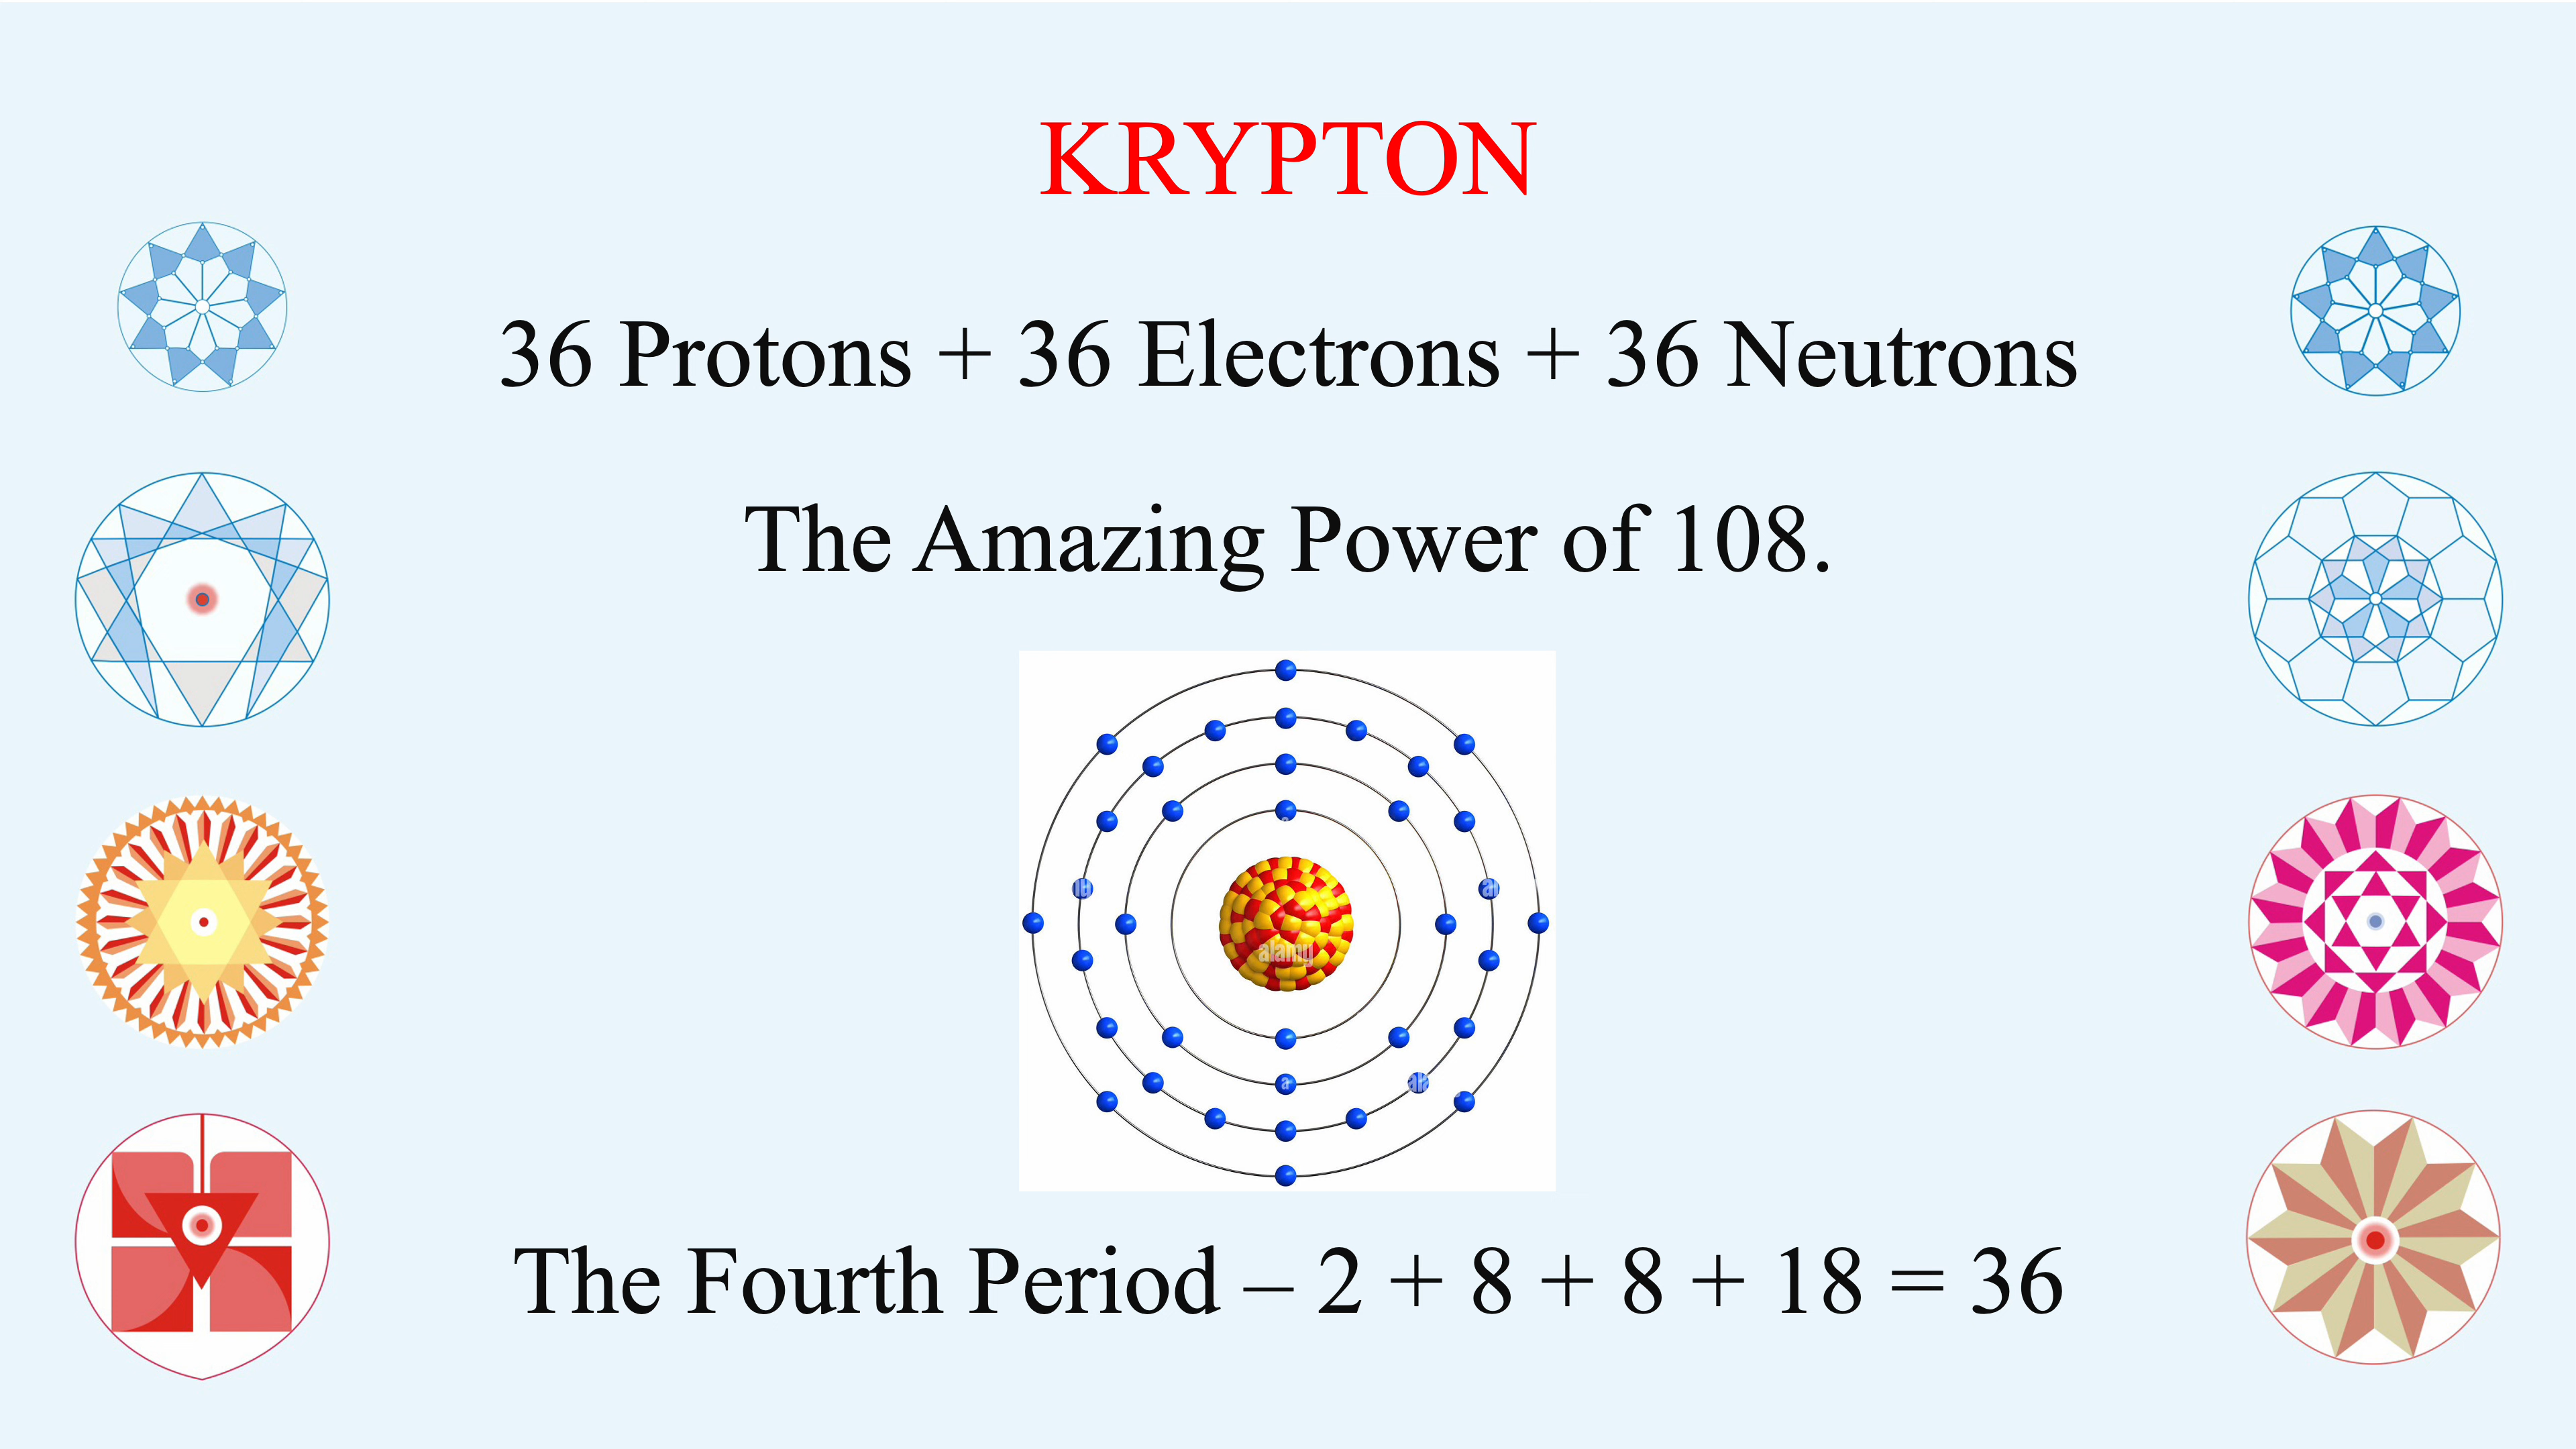 KRYPTON
36 Protons + 36 Electrons + 36 Neutrons
The Amazing Power of 108.
alamy
The Fourth Period – 2 + 8 + 8 + 18 = 36